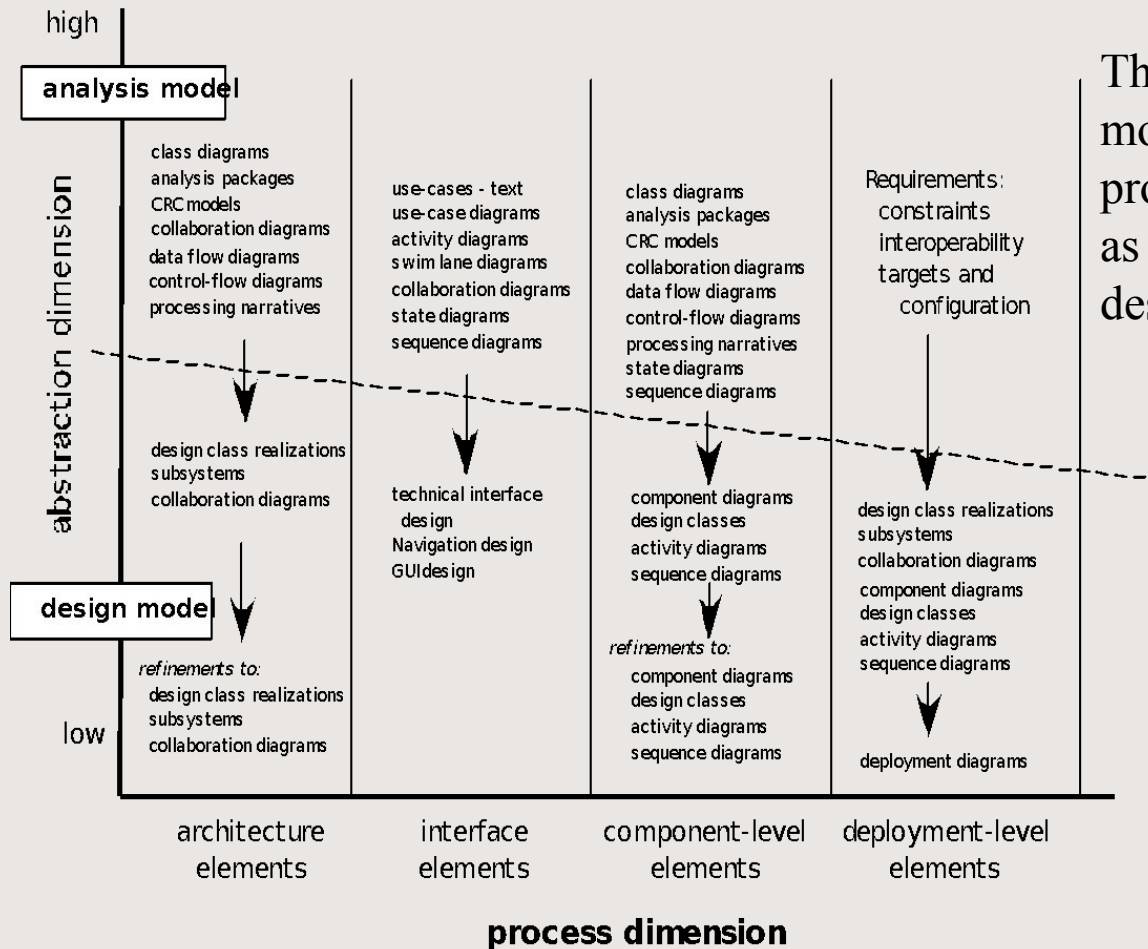 high
analysis model
abstraction dimension
class diagrams
analysis packages
CRC models
collaboration diagrams
data flow diagrams
control-flow diagrams
processing narratives
design class realizations
subsystems
collaboration diagrams
design model
refinements to:
design class realizations
subsystems
collaboration diagrams
low
use-cases - text
use-case diagrams
activity diagrams
swim lane diagrams
collaboration diagrams
state diagrams
sequence diagrams
technical interface
design
Navigation design
GUI design
class diagrams
analysis packages
CRC models
collaboration diagrams
data flow diagrams
control-flow diagrams
processing narratives
state diagrams
sequence diagrams
component diagrams
design classes
activity diagrams
sequence diagrams
refinements to:
component diagrams
design classes
activity diagrams
sequence diagrams
Requirements:
constraints
interoperability
targets and
configuration
design class realizations
subsystems
collaboration diagrams
component diagrams
design classes
activity diagrams
sequence diagrams
deployment diagrams
architecture
elements
interface
elements
component-level
elements
deployment-level
elements
process dimension
as